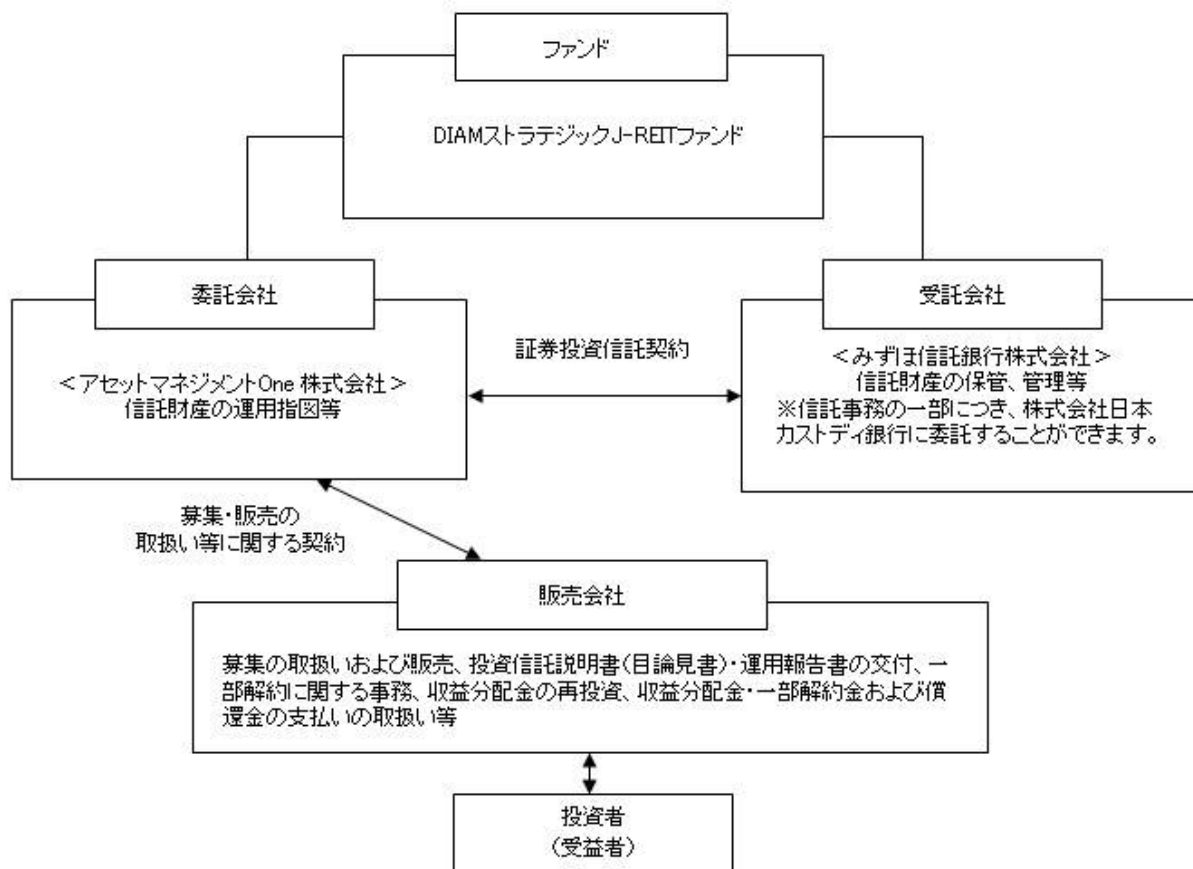 ファンド
DIAMストラテジックJ-REITファンド
委託会社
<アセットマネジメントOne 株式会社>
信託財産の運用指図等
証券投資信託契約
受託会社
<みずほ信託銀行株式会社>
信託財産の保管、管理等
※信託事務の一部につき、株式会社日本
カストディ銀行に委託することができます。
募集・販売の
取扱い等に関する契約
販売会社
募集の取扱いおよび販売、投資信託説明書(目論見書)・運用報告書の交付、一
部解約に関する事務、収益分配金の再投資、収益分配金・一部解約金および償
還金の支払いの取扱い等
投資者
(受益者)